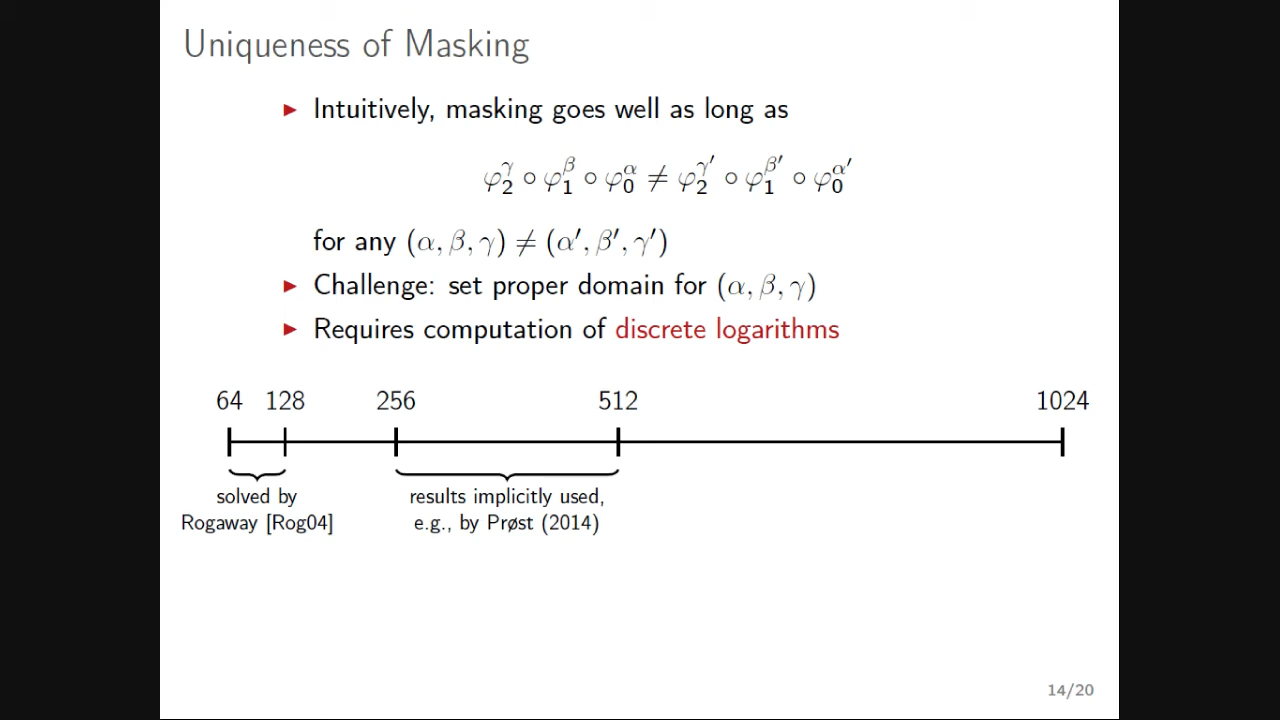 Uniqueness of Masking
▶ Intuitively, masking goes well as long as
φ₂^γ ∘ φ₁^β ∘ φ₀^α ≠ φ₂^γ′ ∘ φ₁^β′ ∘ φ₀^α′
for any (α, β, γ) ≠ (α′, β′, γ′)
▶ Challenge: set proper domain for (α, β, γ)
▶ Requires computation of discrete logarithms
64 128 256 512 1024
solved by
Rogaway [Rog04]
results implicitly used,
e.g., by Prøst (2014)
14/20